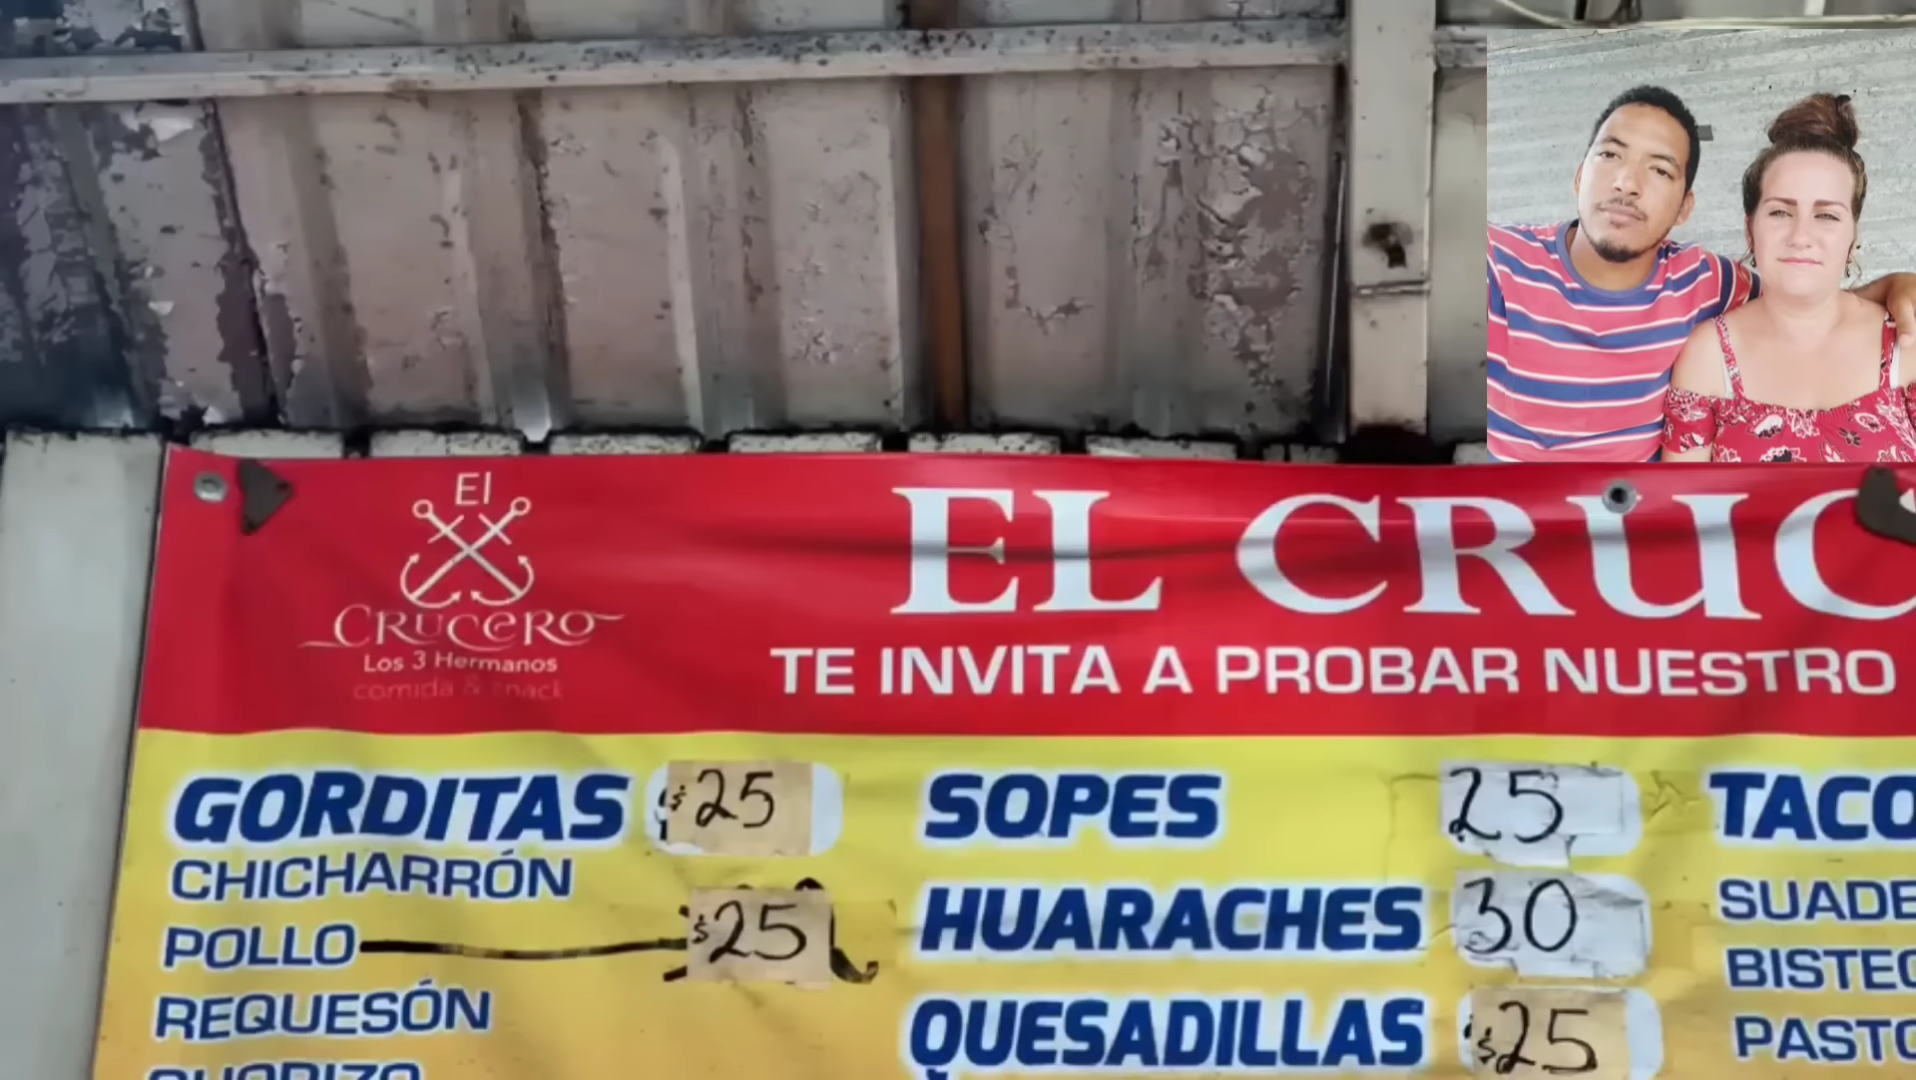 El
CRUCERO
Los 3 Hermanos
comida & snack
EL CRUC
TE INVITA A PROBAR NUESTRO
GORDITAS $25
CHICHARRÓN
POLLO $25
REQUESÓN
CHORIZO
SOPES 25
HUARACHES 30
QUESADILLAS $25
TACO
SUADE
BISTEC
PASTO